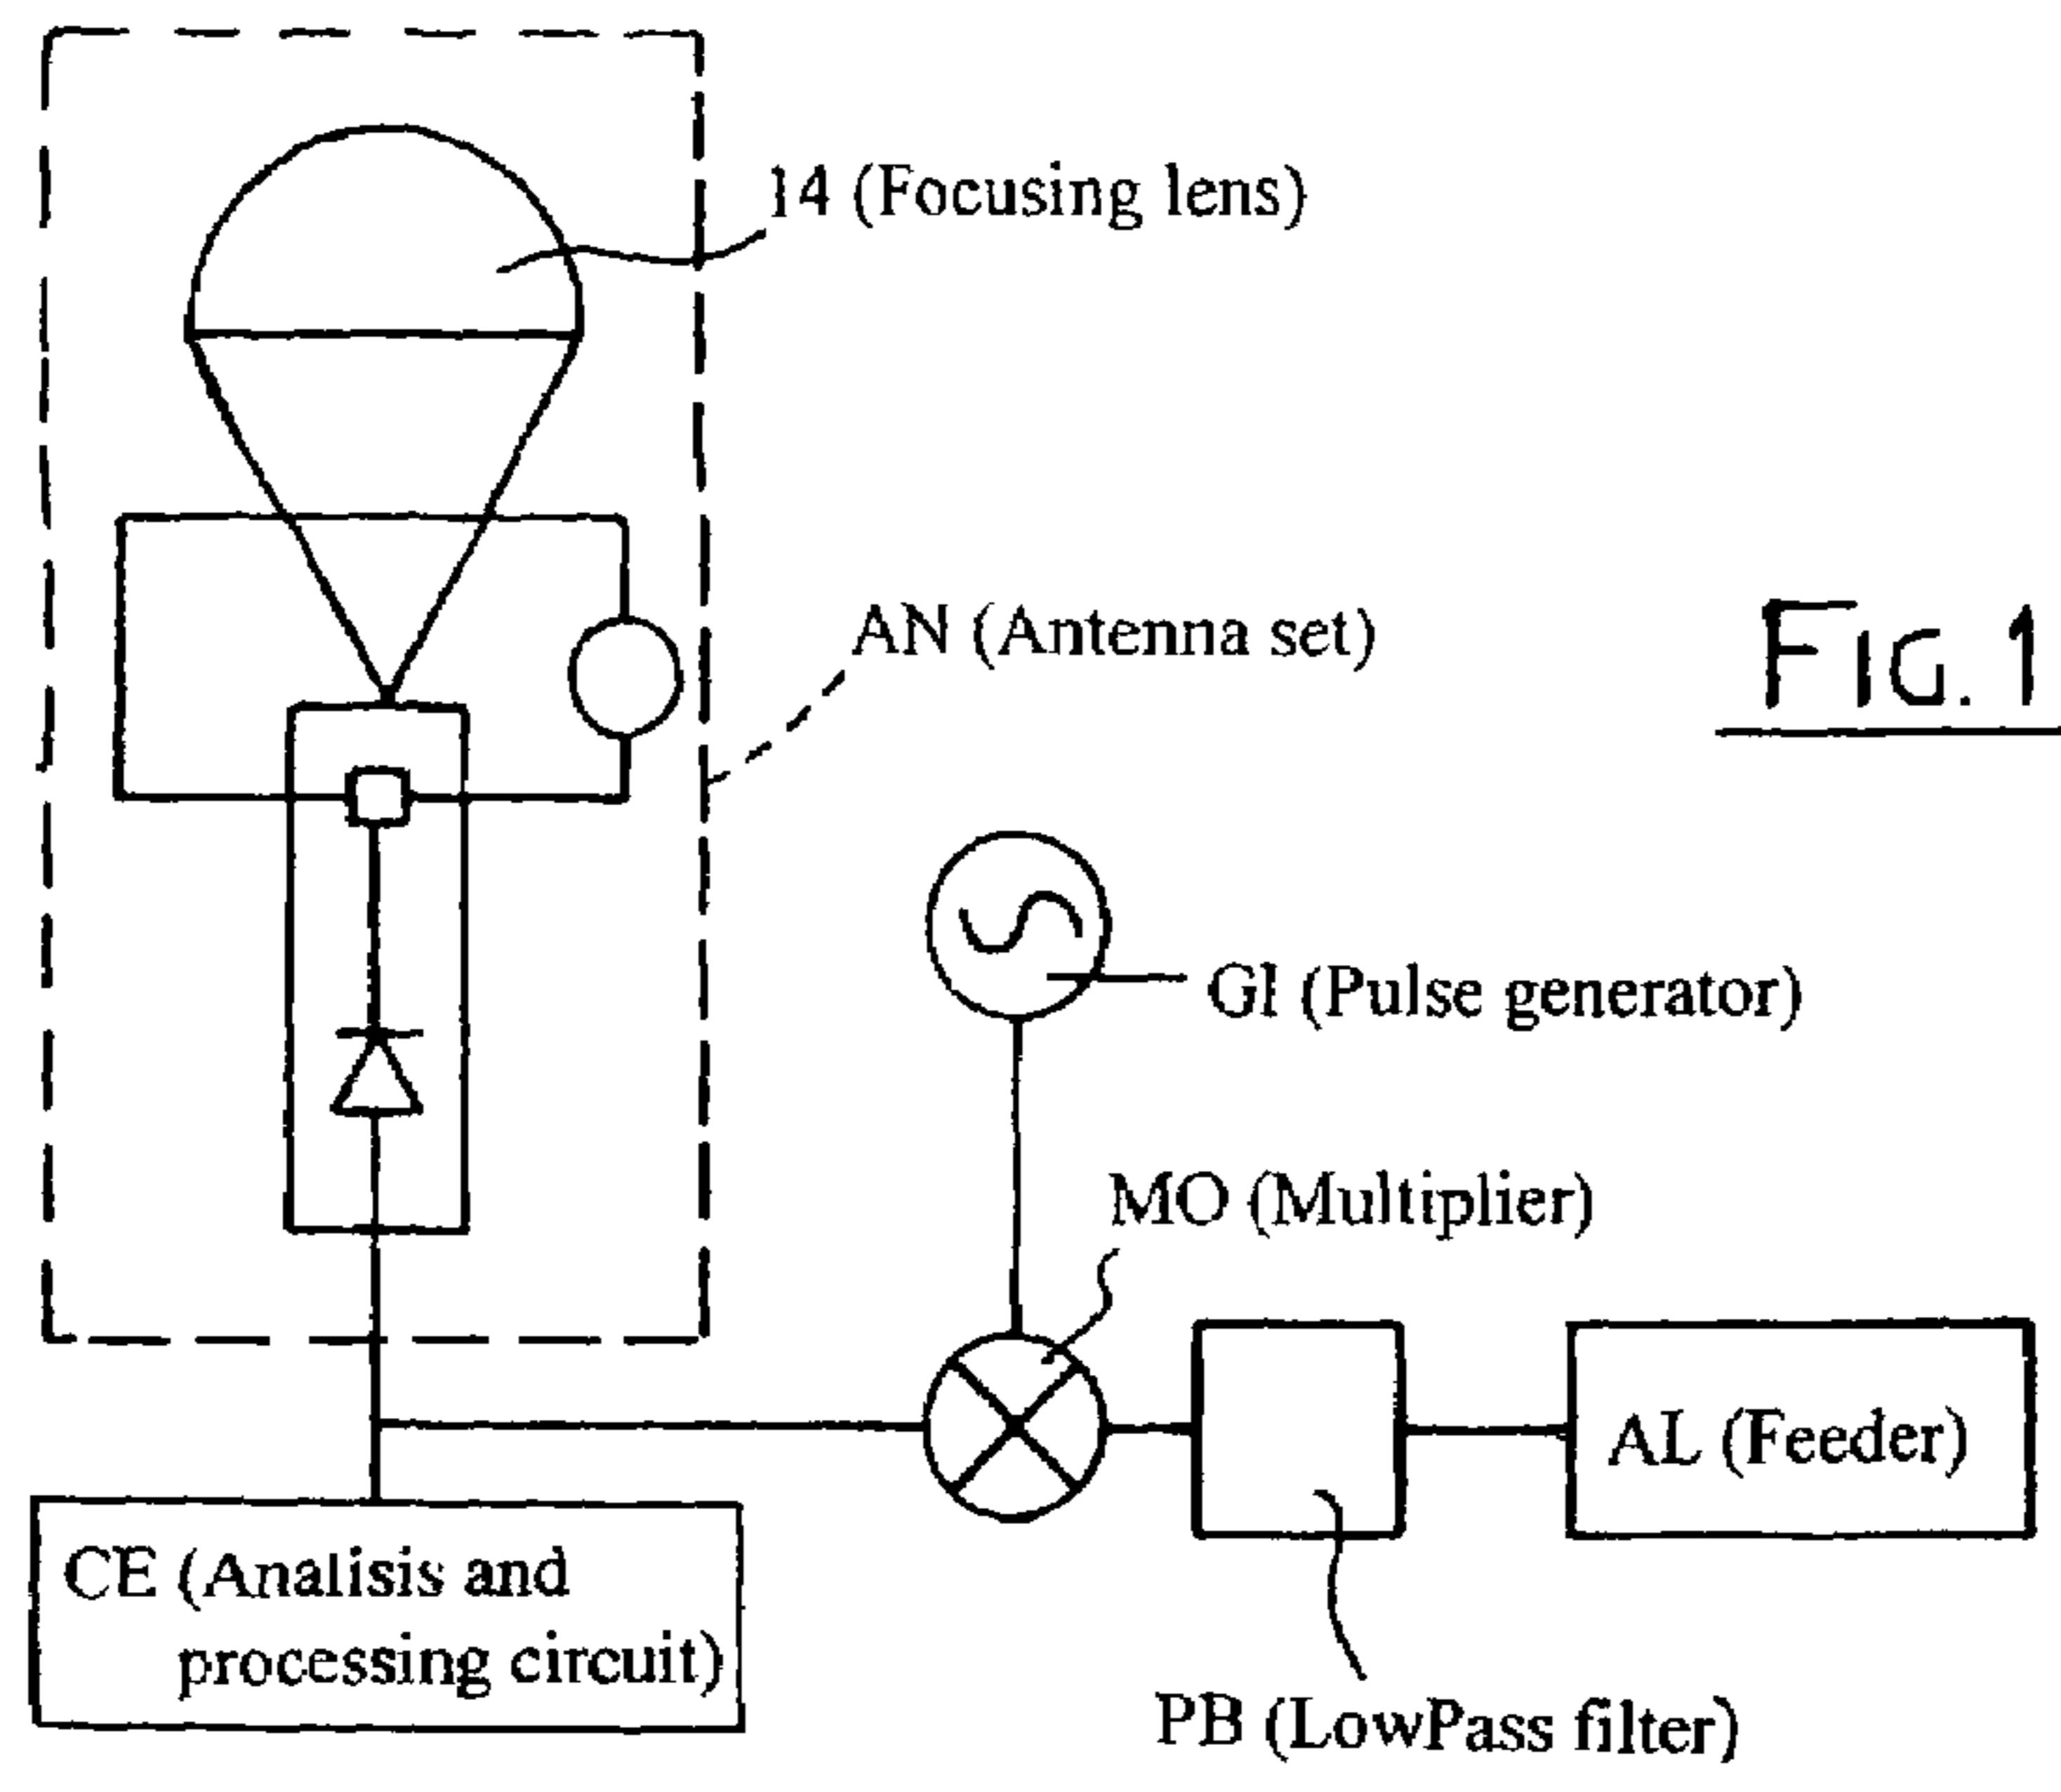 14 (Focusing lens)
AN (Antenna set)
FIG. 1
GI (Pulse generator)
MO (Multiplier)
AL (Feeder)
CE (Analisis and
processing circuit)
PB (LowPass filter)